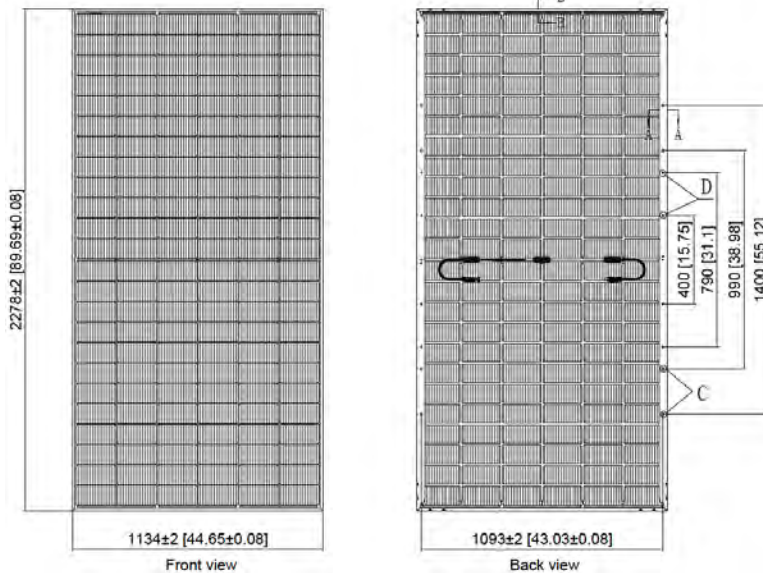 B
A A
D
2278±2 [89.69±0.08]
400 [15.75]
790 [31.1]
990 [38.98]
1400 [55.12]
C
1134±2 [44.65±0.08]
1093±2 [43.03±0.08]
Front view
Back view